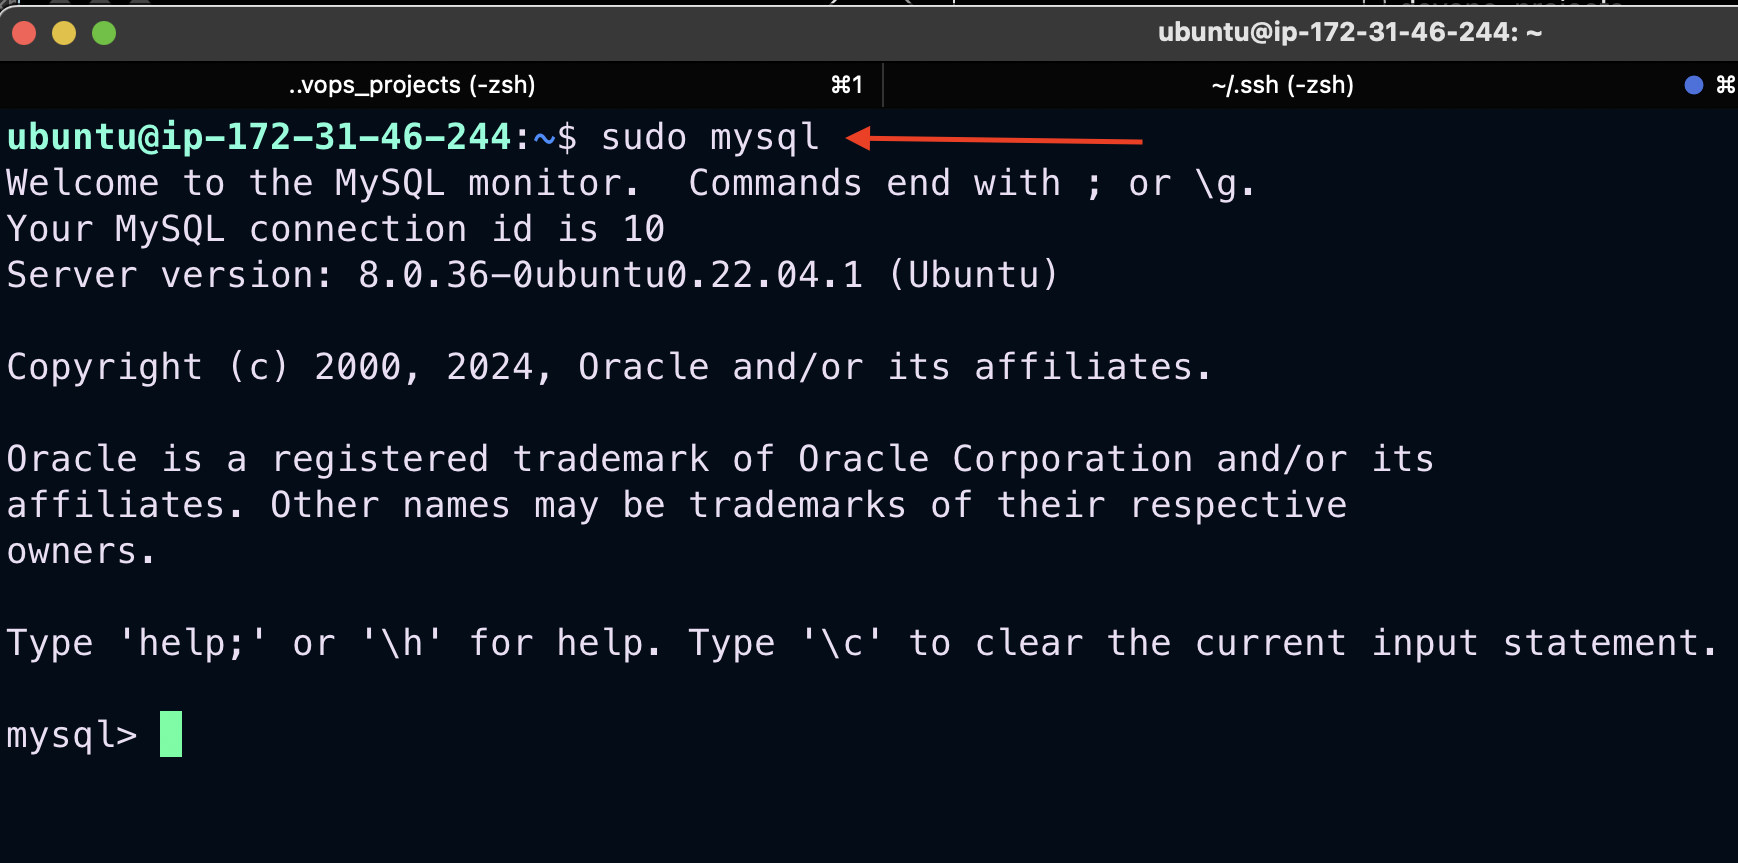 ubuntu@ip-172-31-46-244: ~
..vops_projects (-zsh) ⌘1 ~/.ssh (-zsh) ⌘
ubuntu@ip-172-31-46-244:~$ sudo mysql
Welcome to the MySQL monitor.  Commands end with ; or \g.
Your MySQL connection id is 10
Server version: 8.0.36-0ubuntu0.22.04.1 (Ubuntu)
Copyright (c) 2000, 2024, Oracle and/or its affiliates.
Oracle is a registered trademark of Oracle Corporation and/or its
affiliates. Other names may be trademarks of their respective
owners.
Type 'help;' or '\h' for help. Type '\c' to clear the current input statement.
mysql>